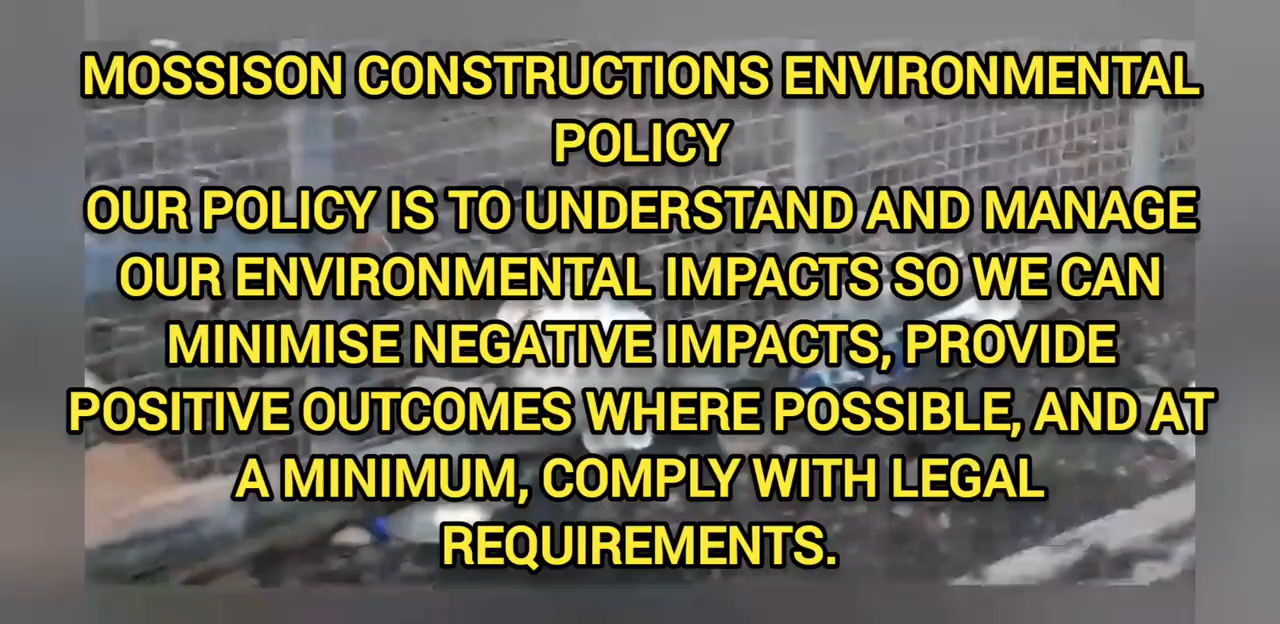 MOSSISON CONSTRUCTIONS ENVIRONMENTAL
POLICY
OUR POLICY IS TO UNDERSTAND AND MANAGE
OUR ENVIRONMENTAL IMPACTS SO WE CAN
MINIMISE NEGATIVE IMPACTS, PROVIDE
POSITIVE OUTCOMES WHERE POSSIBLE, AND AT
A MINIMUM, COMPLY WITH LEGAL
REQUIREMENTS.